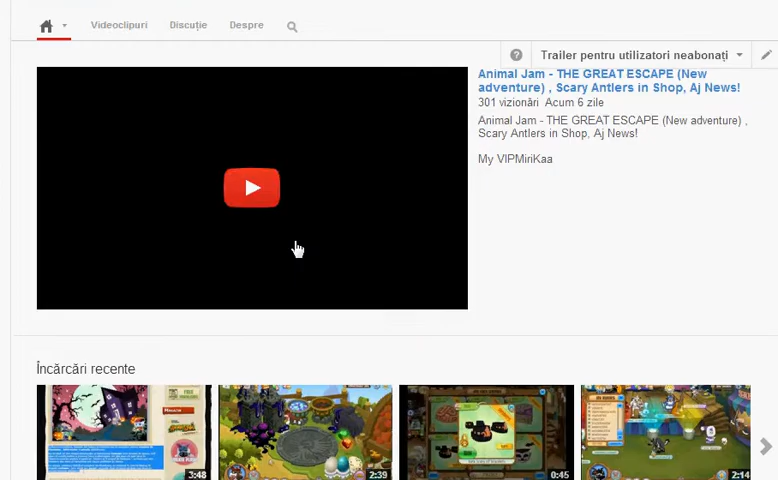 Videoclipuri Discuție Despre
Trailer pentru utilizatori neabonați
Animal Jam - THE GREAT ESCAPE (New
adventure) , Scary Antlers in Shop, Aj News!
301 vizionări Acum 6 zile
Animal Jam - THE GREAT ESCAPE (New adventure) ,
Scary Antlers in Shop, Aj News!
My VIPMiriKaa
Încărcări recente
3:48 2:39 0:45 2:14